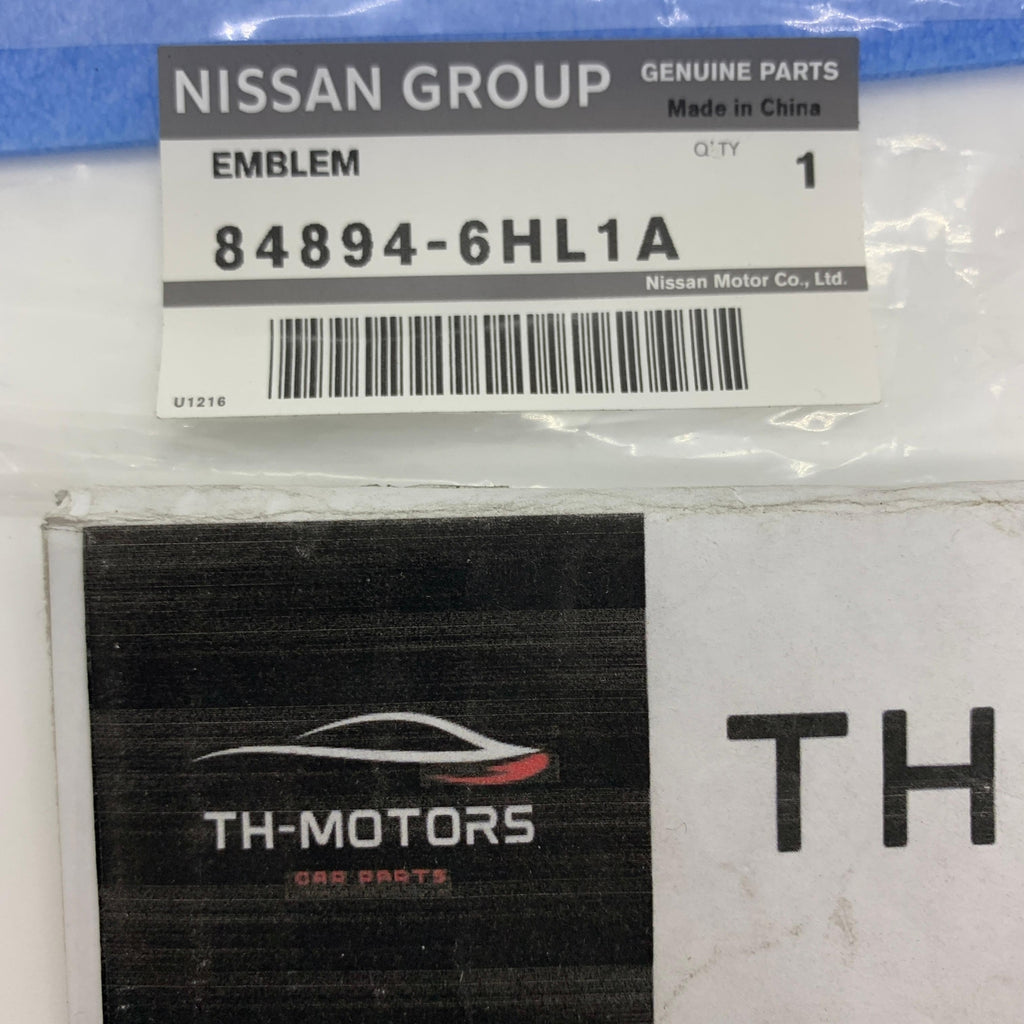 NISSAN GROUP
GENUINE PARTS
Made in China
EMBLEM
Q'TY
1
84894-6HL1A
Nissan Motor Co., Ltd.
U1216
TH-MOTORS
CAR PARTS
TH